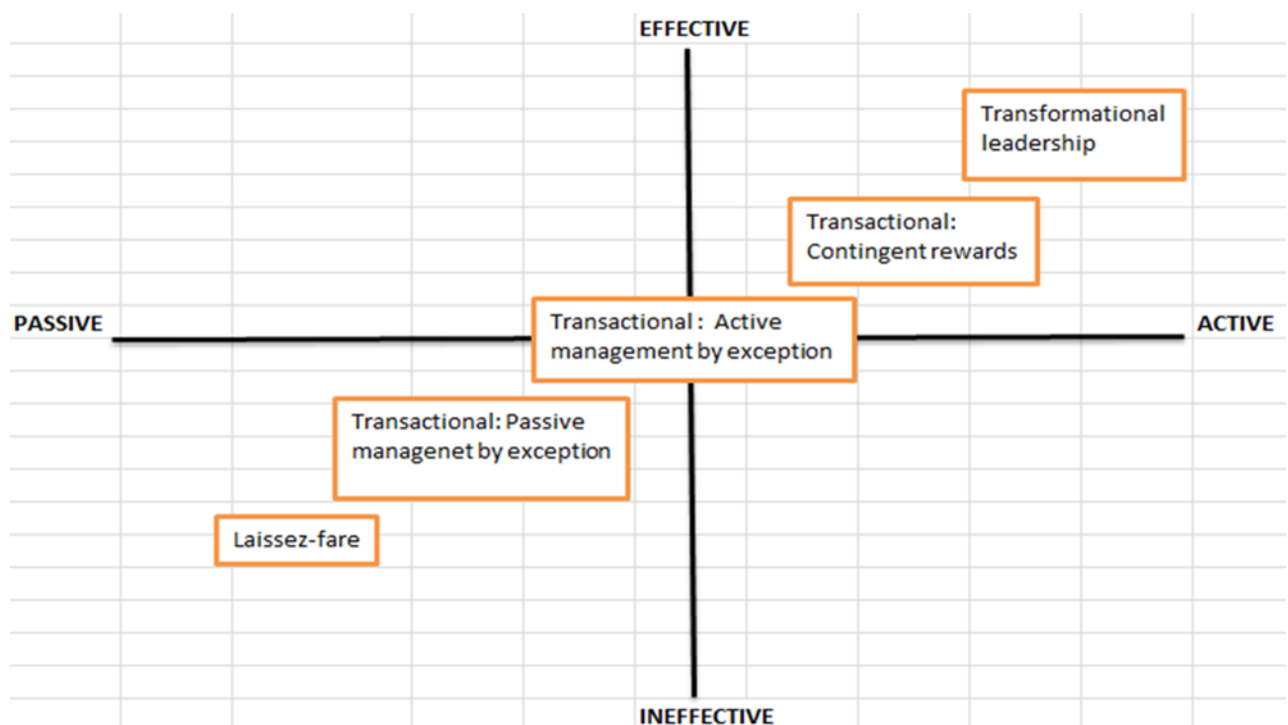 EFFECTIVE
Transformational
leadership
Transactional:
Contingent rewards
PASSIVE
Transactional : Active
management by exception
ACTIVE
Transactional: Passive
managenet by exception
Laissez-fare
INEFFECTIVE